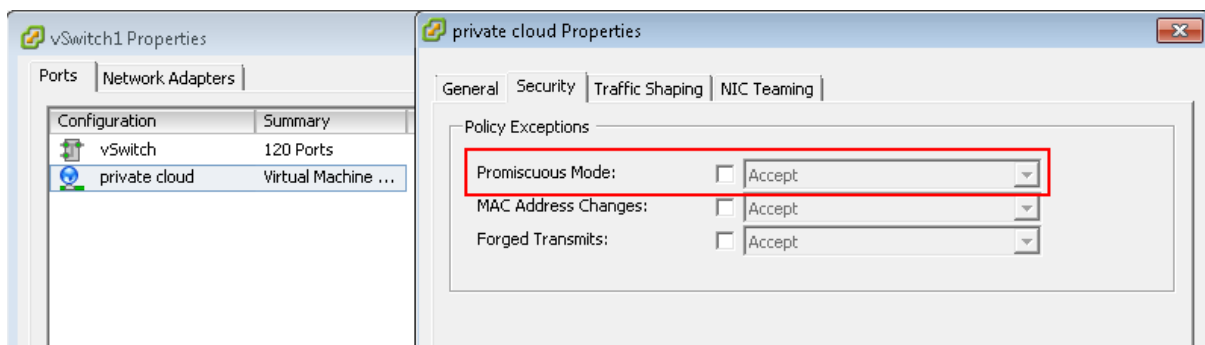 vSwitch1 Properties
Ports Network Adapters
Configuration Summary
vSwitch 120 Ports
private cloud Virtual Machine ...
private cloud Properties
General Security Traffic Shaping NIC Teaming
Policy Exceptions
Promiscuous Mode: Accept
MAC Address Changes: Accept
Forged Transmits: Accept